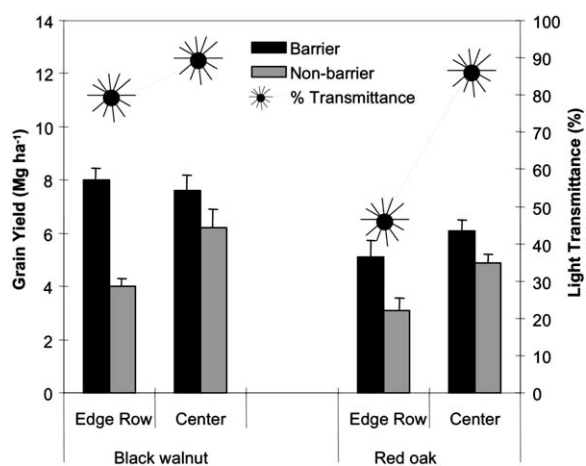 14
12
10
8
6
4
2
0
Grain Yield (Mg ha⁻¹)
Barrier
Non-barrier
% Transmittance
100
90
80
70
60
50
40
30
20
10
0
Light Transmittance (%)
Edge Row
Center
Edge Row
Center
Black walnut
Red oak